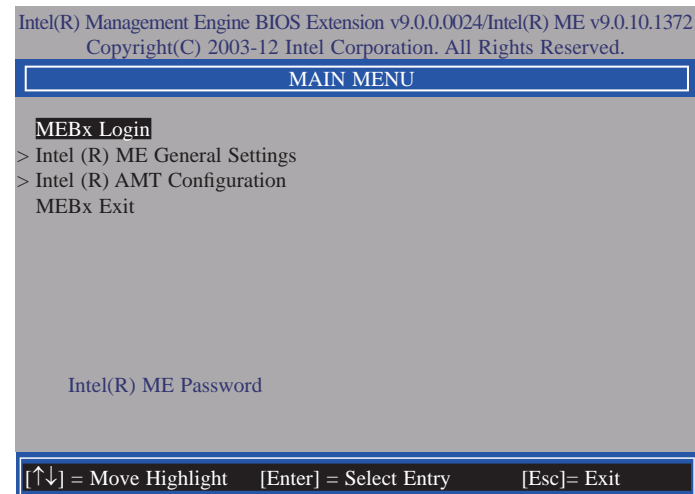 Intel(R) Management Engine BIOS Extension v9.0.0.0024/Intel(R) ME v9.0.10.1372
Copyright(C) 2003-12 Intel Corporation. All Rights Reserved.
MAIN MENU
MEBx Login
> Intel (R) ME General Settings
> Intel (R) AMT Configuration
MEBx Exit
Intel(R) ME Password
[↑↓] = Move Highlight [Enter] = Select Entry [Esc]= Exit